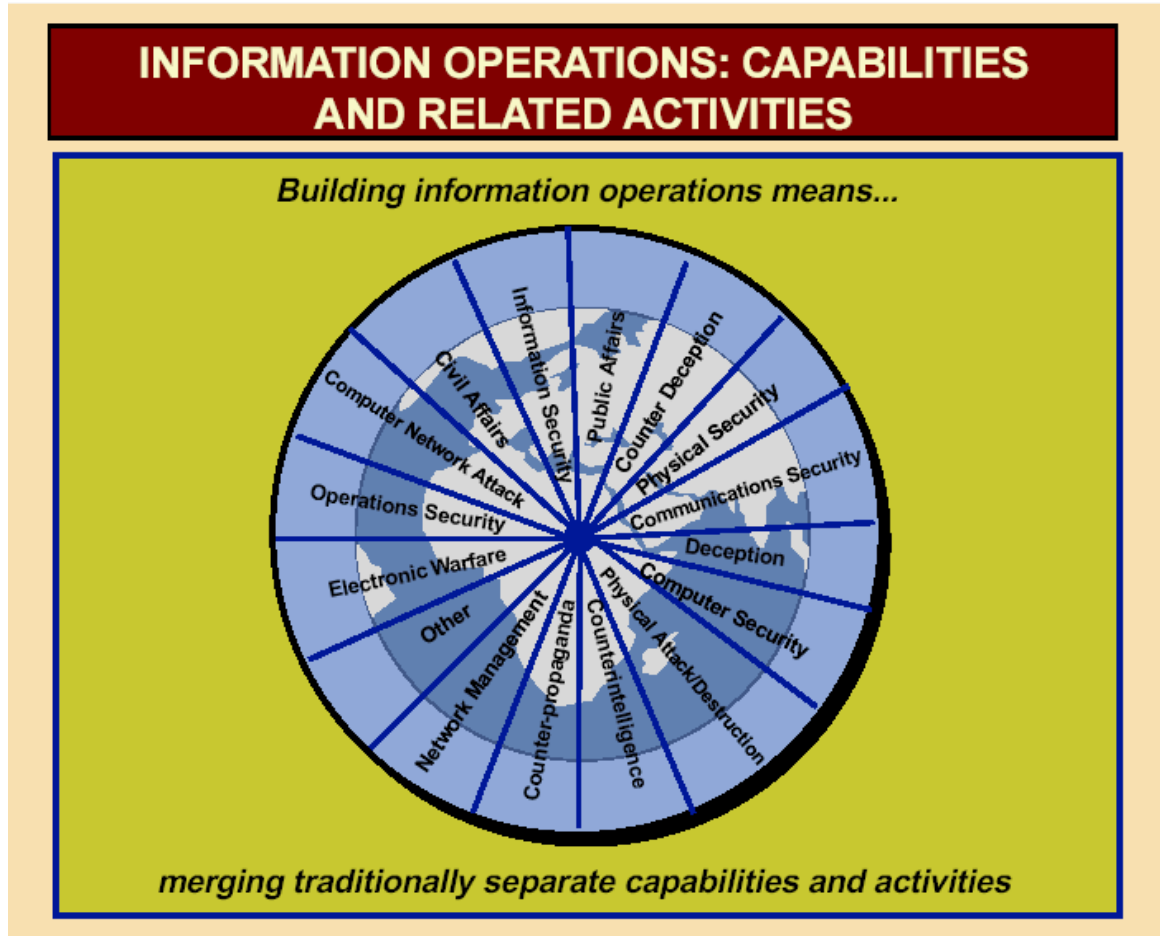 INFORMATION OPERATIONS: CAPABILITIES
AND RELATED ACTIVITIES
Building information operations means...
Information Security
Public Affairs
Counter Deception
Physical Security
Communications Security
Deception
Computer Security
Physical Attack/Destruction
Counterintelligence
Counter-propaganda
Network Management
Other
Electronic Warfare
Operations Security
Computer Network Attack
Civil Affairs
merging traditionally separate capabilities and activities